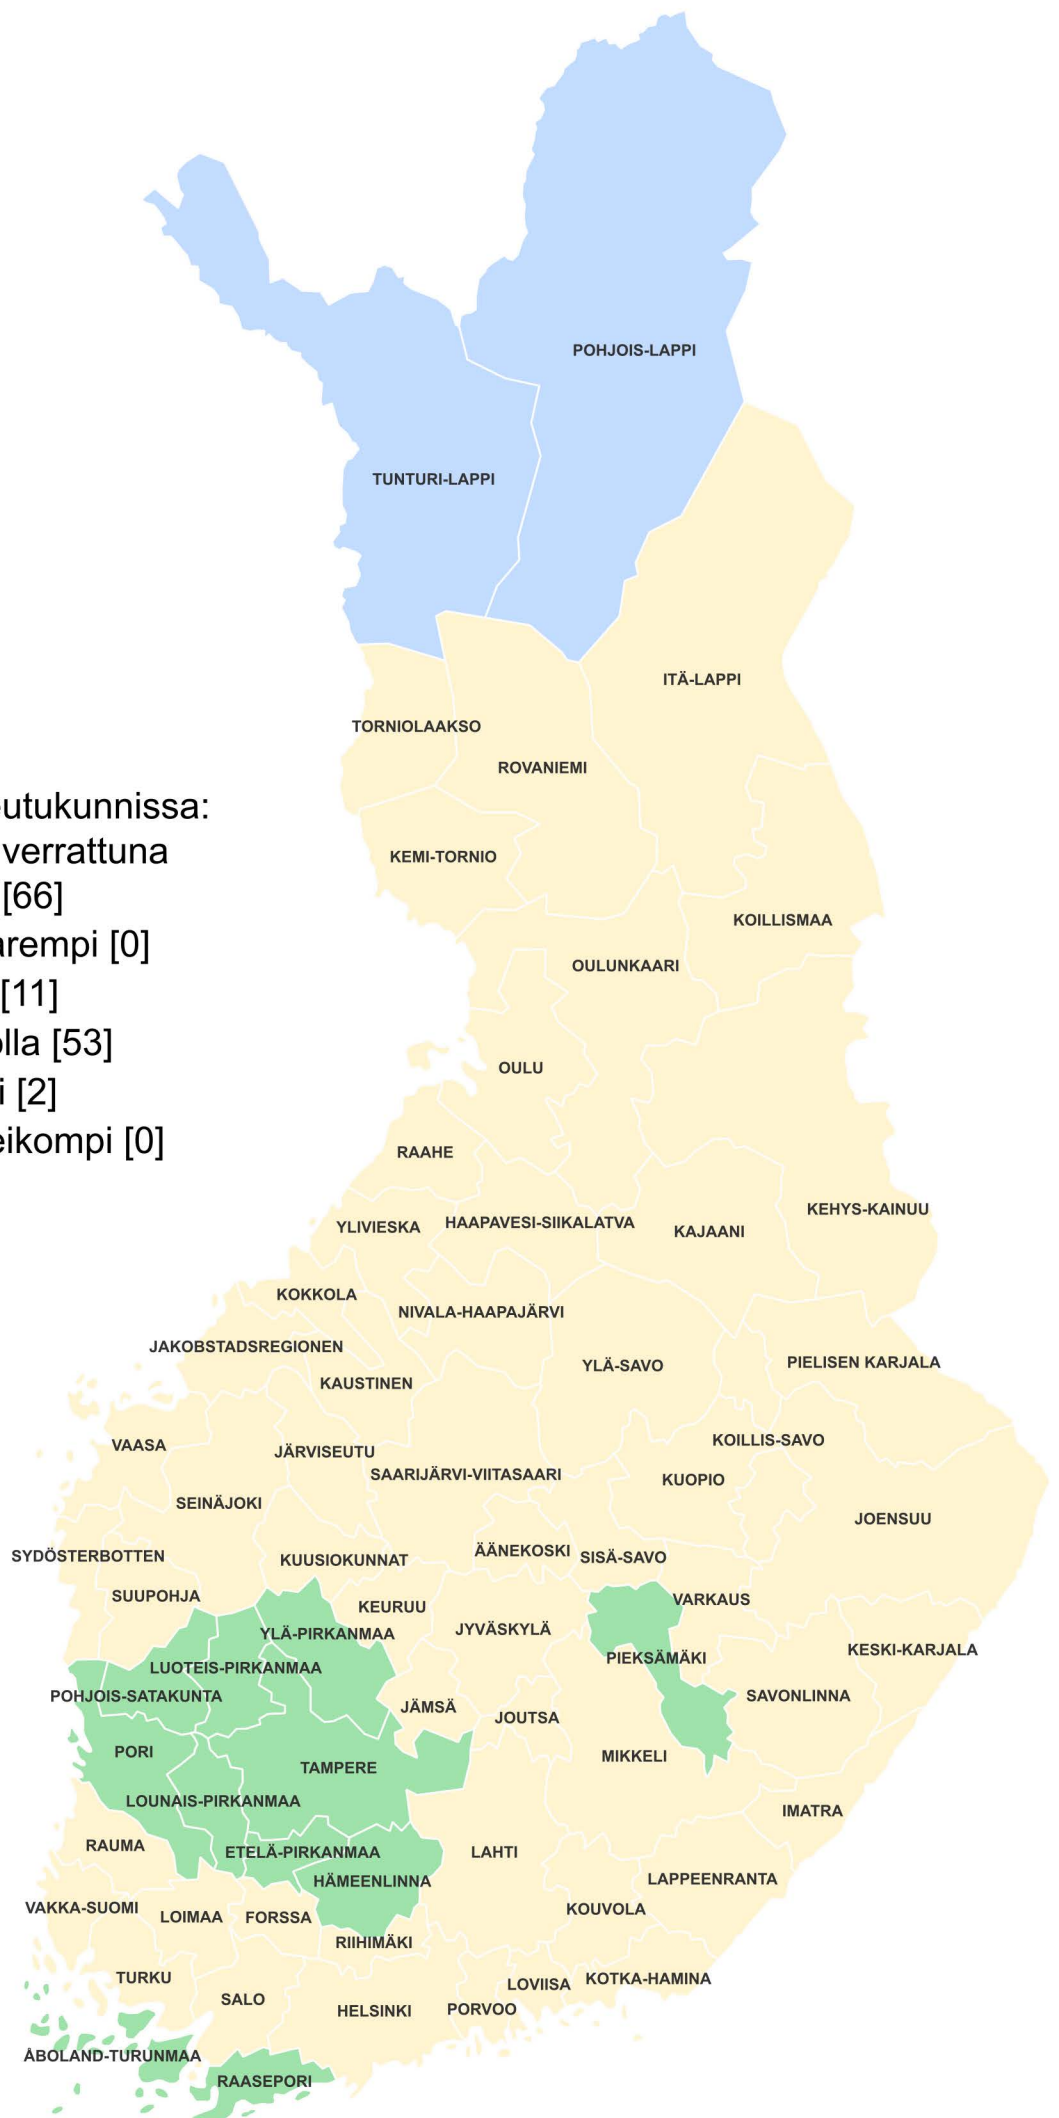 POHJOIS-LAPPI
TUNTURI-LAPPI
ITÄ-LAPPI
TORNIOLAAKSO
ROVANIEMI
eutukunnissa:
verrattuna
[66]
arempi [0]
[11]
olla [53]
i [2]
eikompi [0]
KEMI-TORNIO
KOILLISMAA
OULUNKAARI
OULU
RAAHE
KEHYS-KAINUU
YLIVIESKA
HAAPAVESI-SIIKALATVA
KAJAANI
KOKKOLA
NIVALA-HAAPAJÄRVI
JAKOBSTADSREGIONEN
YLÄ-SAVO
PIELISEN KARJALA
KAUSTINEN
VAASA
JÄRVISEUTU
KOILLIS-SAVO
SAARIJÄRVI-VIITASAARI
KUOPIO
SEINÄJOKI
JOENSUU
SYDÖSTERBOTTEN
KUUSIOKUNNAT
ÄÄNEKOSKI
SISÄ-SAVO
SUUPOHJA
KEURUU
VARKAUS
YLÄ-PIRKANMAA
JYVÄSKYLÄ
KESKI-KARJALA
LUOTEIS-PIRKANMAA
PIEKSÄMÄKI
POHJOIS-SATAKUNTA
JÄMSÄ
SAVONLINNA
JOUTSA
PORI
TAMPERE
MIKKELI
LOUNAIS-PIRKANMAA
IMATRA
RAUMA
ETELÄ-PIRKANMAA
LAHTI
HÄMEENLINNA
LAPPEENRANTA
VAKKA-SUOMI
LOIMAA
FORSSA
KOUVOLA
RIIHIMÄKI
TURKU
LOVIISA
KOTKA-HAMINA
SALO
HELSINKI
PORVOO
ÅBOLAND-TURUNMAA
RAASEPORI